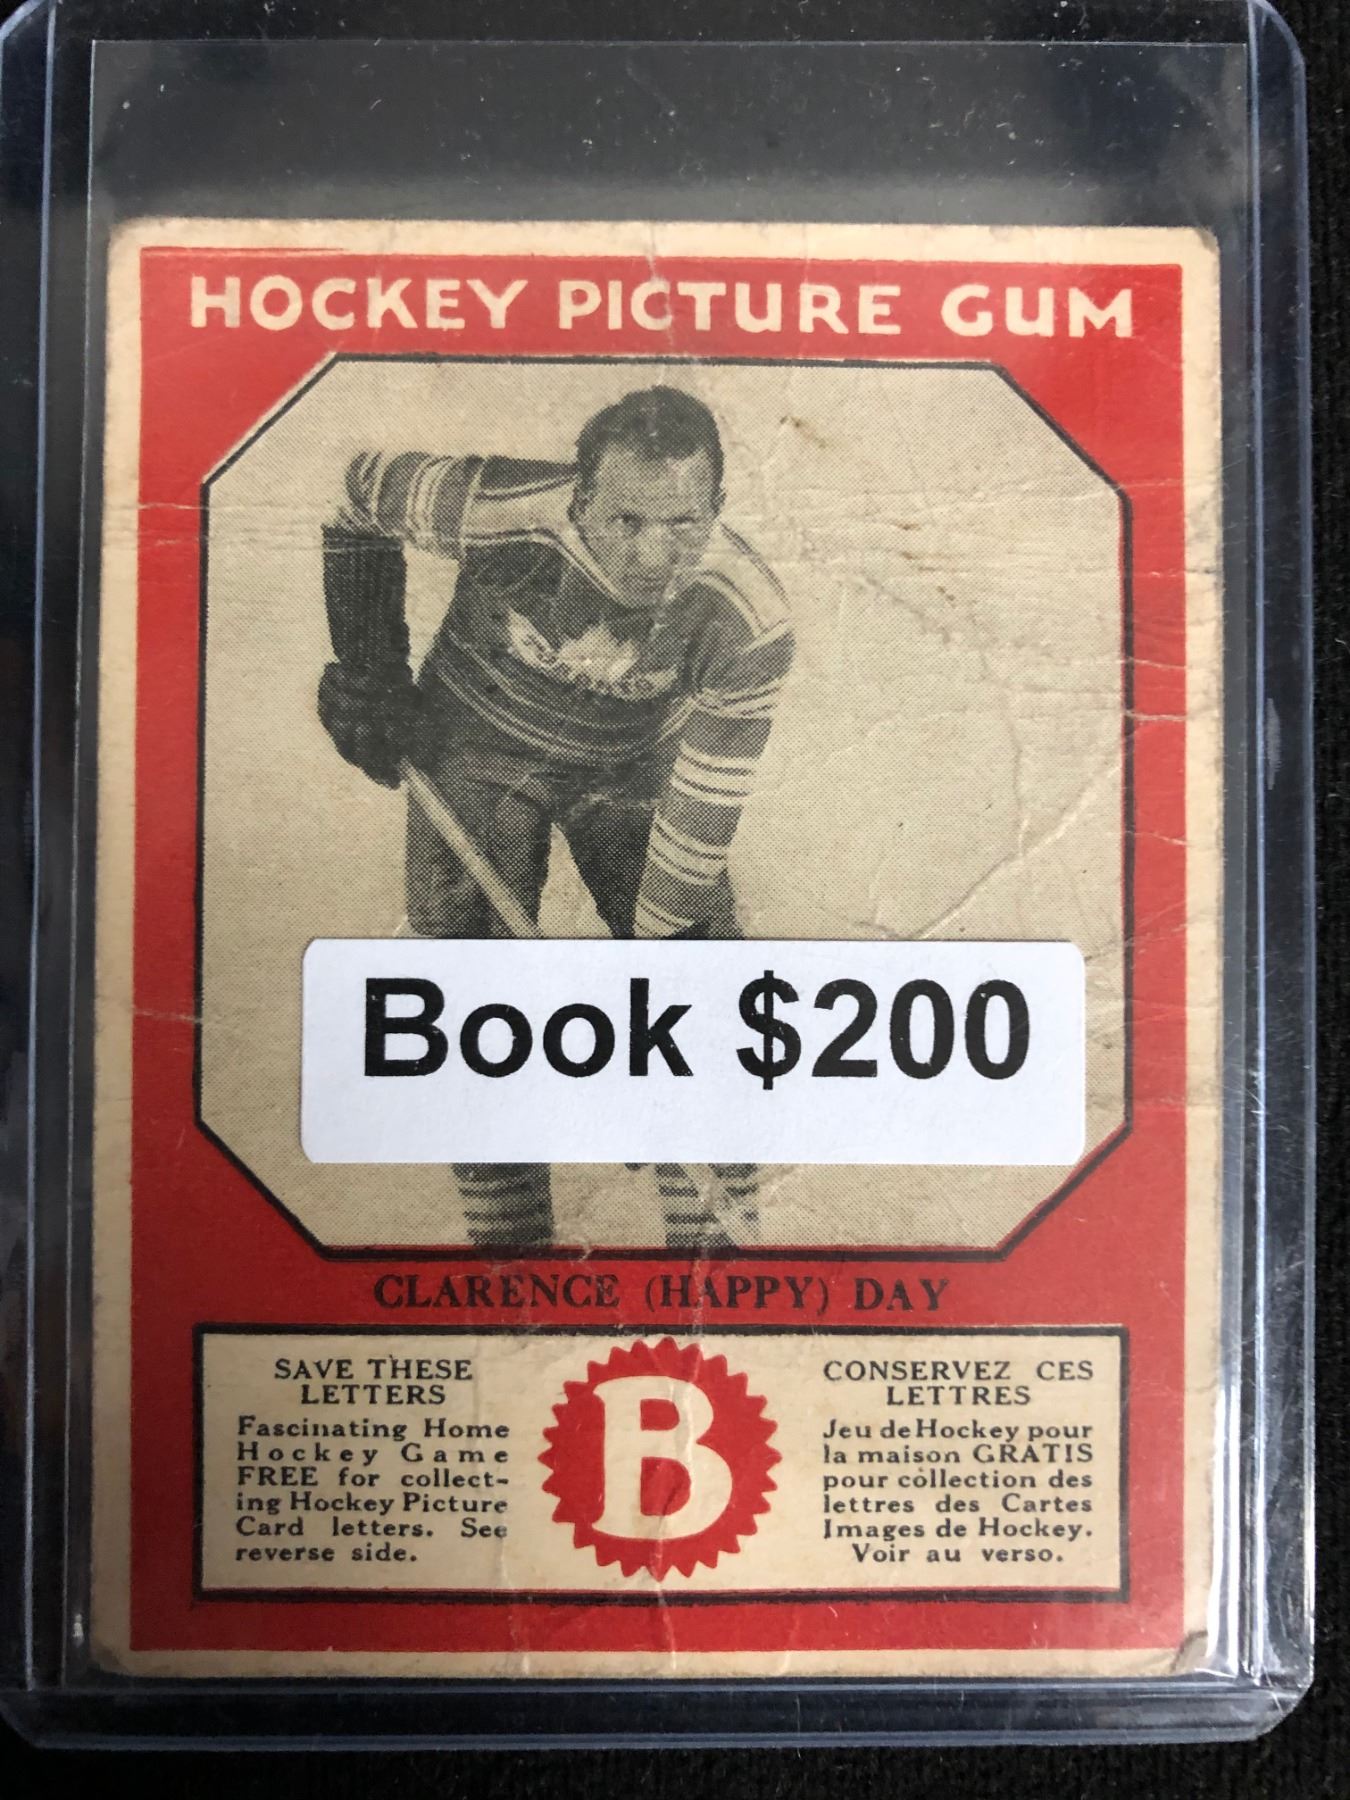 HOCKEY PICTURE GUM
Book $200
CLARENCE (HAPPY) DAY
SAVE THESE
LETTERS
Fascinating Home
Hockey Game
FREE for collect-
ing Hockey Picture
Card letters. See
reverse side.
B
CONSERVEZ CES
LETTRES
Jeu de Hockey pour
la maison GRATIS
pour collection des
lettres des Cartes
Images de Hockey.
Voir au verso.